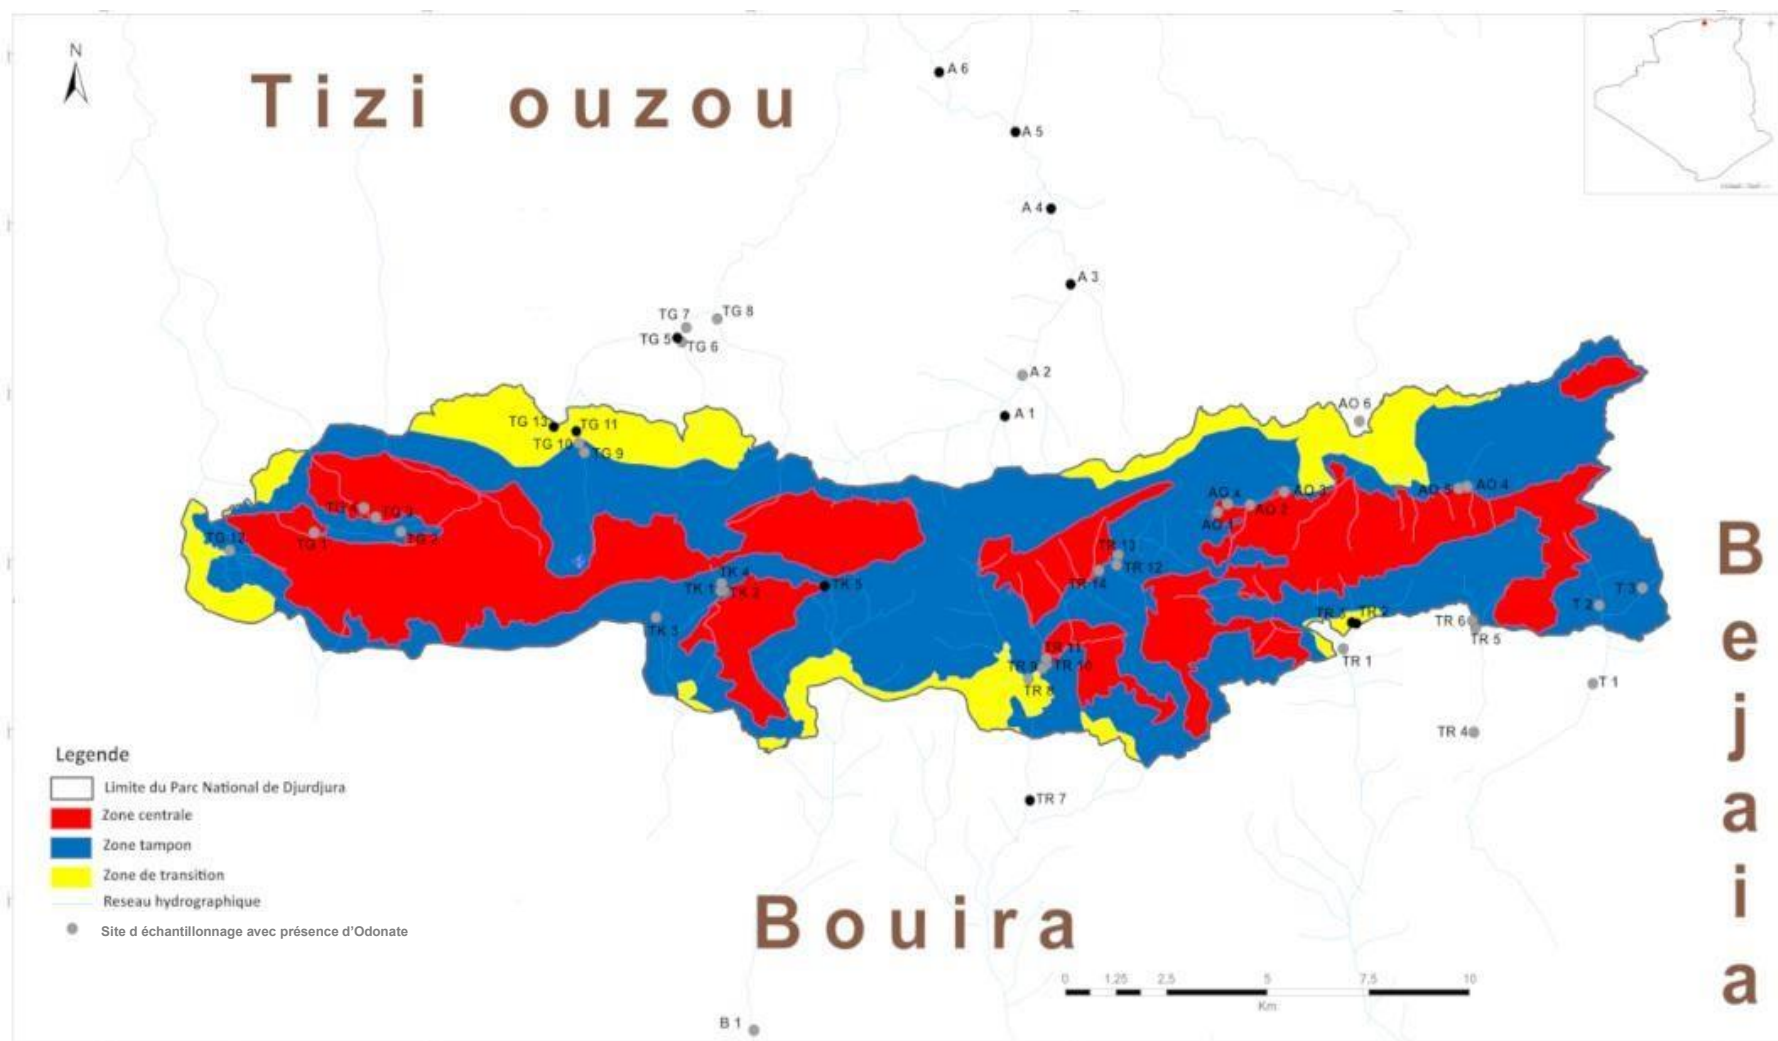 N
Tizi ouzou
A 6
A 5
A 4
A 3
TG 7
TG 8
TG 5
TG 6
A 2
A 1
AO 6
TG 13
TG 11
TG 10
TG 9
AO 3
AO 5
AO 4
AO x
AO 2
AO 1
TG 12
TG 1
TG 2
TR 13
TR 12
TR 14
TK 4
TK 1
TK 2
TK 5
TK 3
T 3
T 2
TR 2
TR 6
TR 5
TR 1
TR 11
TR 9
TR 10
TR 8
T 1
TR 4
TR 7
Bejaia
Legende
Limite du Parc National de Djurdjura
Zone centrale
Zone tampon
Zone de transition
Reseau hydrographique
Site d échantillonnage avec présence d’Odonate
Bouira
0 1,25 2,5 5 7,5 10
Km
B 1